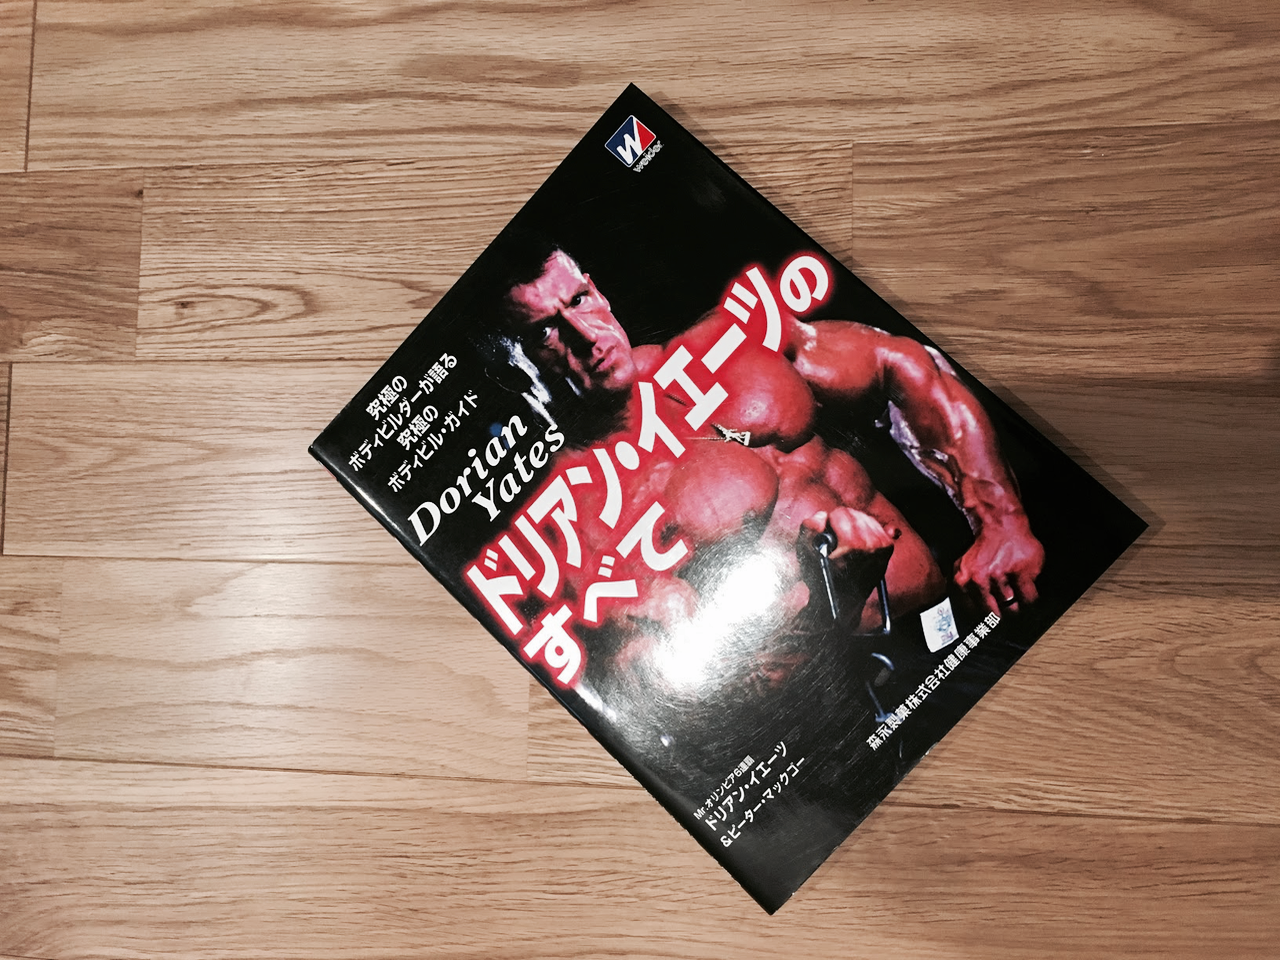 W
Weider
究極の
ボディビルダーが語る
究極の
ボディビル・ガイド
Dorian
Yates
ドリアン・イエーツの
すべて
Mr.オリンピア6連覇
ドリアン・イエーツ
&ピーター・マックゴー
森永製菓株式会社健康事業部